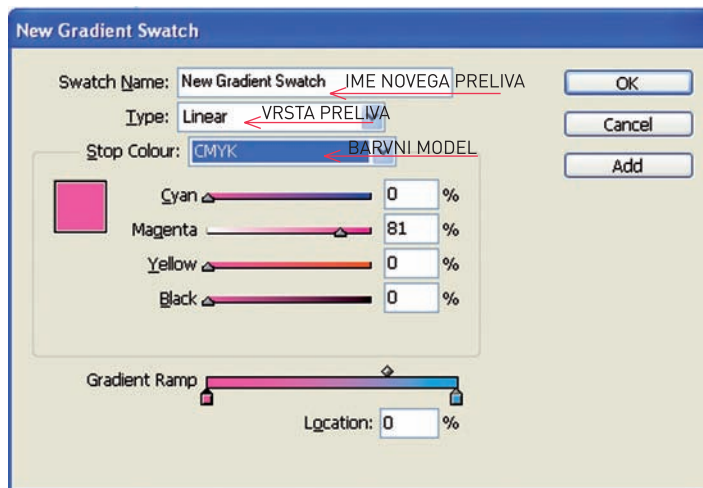 New Gradient Swatch
Swatch Name: New Gradient Swatch IME NOVEGA PRELIVA
OK
Type: Linear VRSTA PRELIVA
Cancel
Stop Colour: CMYK BARVNI MODEL
Add
Cyan 0 %
Magenta 81 %
Yellow 0 %
Black 0 %
Gradient Ramp
Location: 0 %